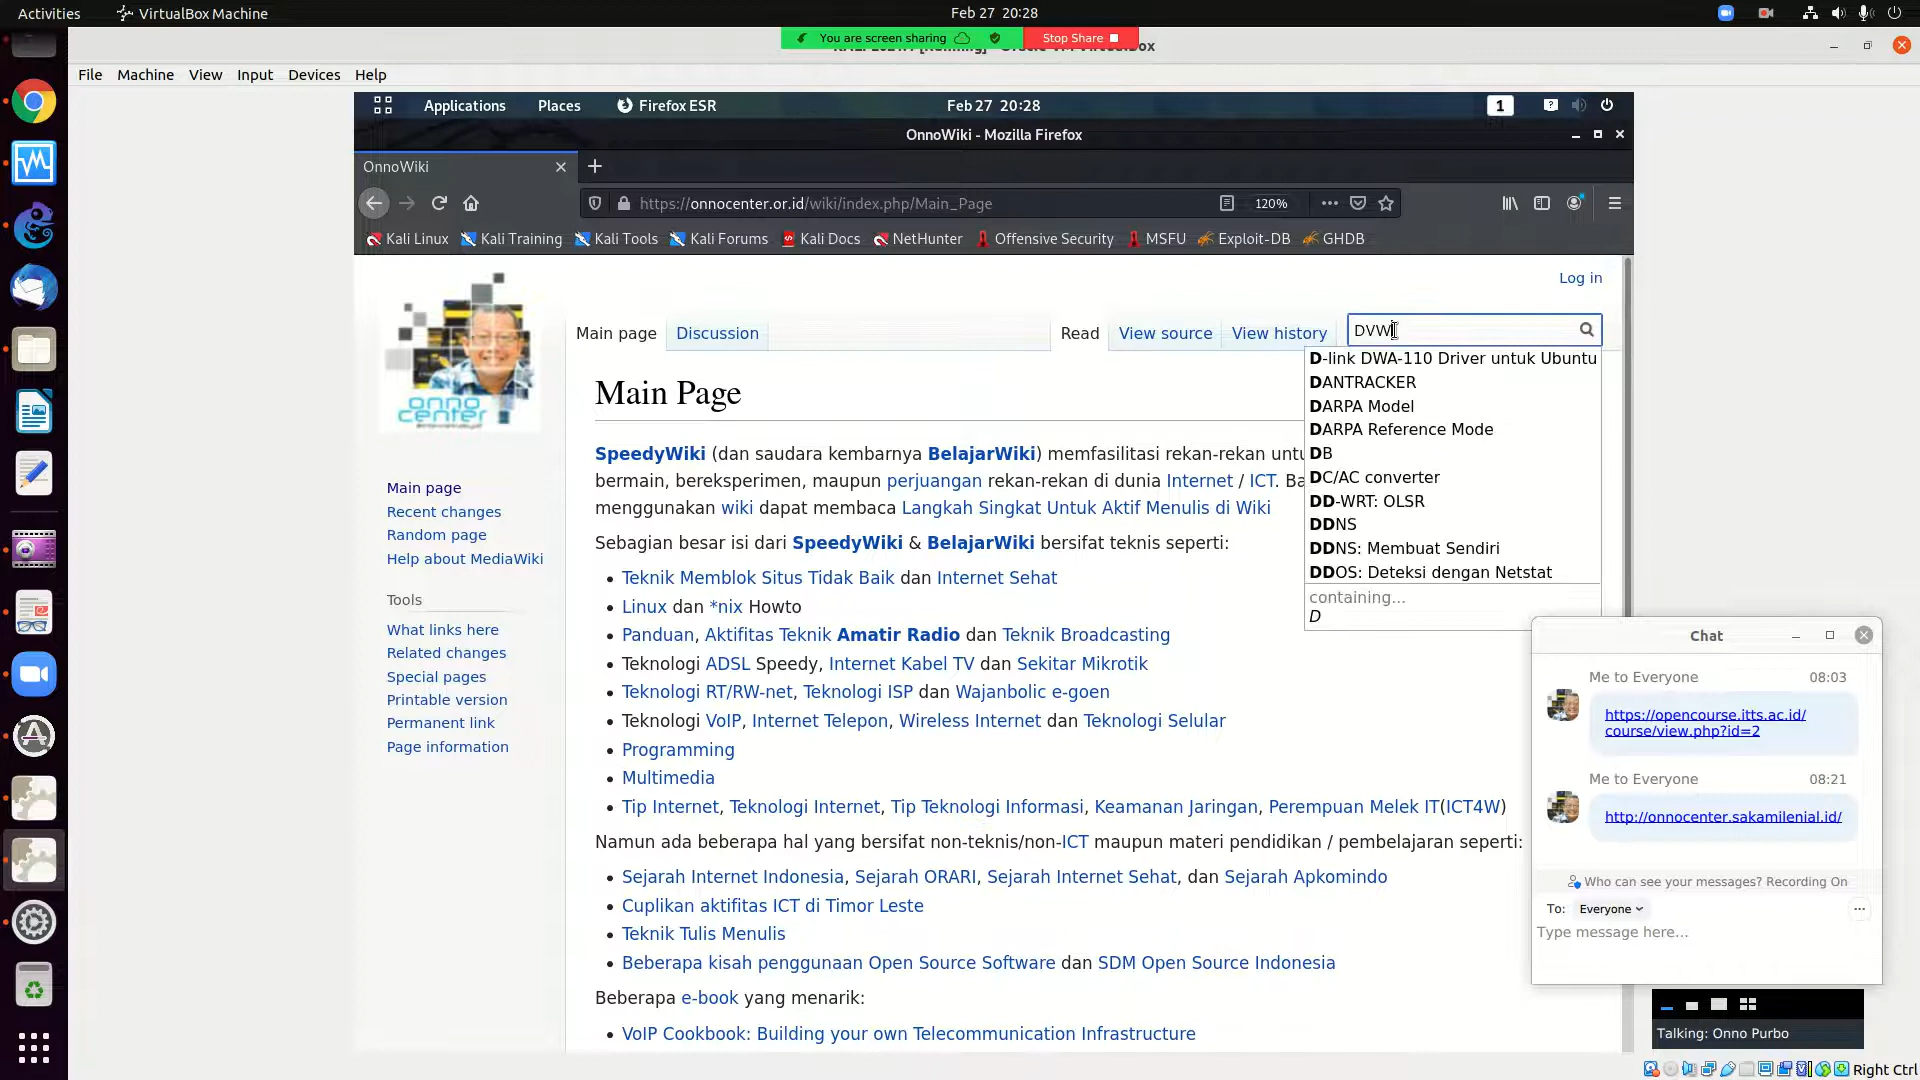 Activities
VirtualBox Machine
Feb 27 20:28
You are screen sharing
Stop Share
File Machine View Input Devices Help
Applications Places Firefox ESR
Feb 27 20:28
1
OnnoWiki - Mozilla Firefox
OnnoWiki
https://onnocenter.or.id/wiki/index.php/Main_Page
120%
Kali Linux Kali Training Kali Tools Kali Forums Kali Docs NetHunter Offensive Security MSFU Exploit-DB GHDB
Log in
Main page Discussion Read View source View history
DVW
D-link DWA-110 Driver untuk Ubuntu
DANTRACKER
DARPA Model
DARPA Reference Mode
DB
DC/AC converter
DD-WRT: OLSR
DDNS
DDNS: Membuat Sendiri
DDOS: Deteksi dengan Netstat
containing...
D
onno
center
Main page
Recent changes
Random page
Help about MediaWiki
Tools
What links here
Related changes
Special pages
Printable version
Permanent link
Page information
Main Page
SpeedyWiki (dan saudara kembarnya BelajarWiki) memfasilitasi rekan-rekan
bermain, bereksperimen, maupun perjuangan rekan-rekan di dunia Internet / ICT.
menggunakan wiki dapat membaca Langkah Singkat Untuk Aktif Menulis di Wiki
Sebagian besar isi dari SpeedyWiki & BelajarWiki bersifat teknis seperti:
Teknik Memblok Situs Tidak Baik dan Internet Sehat
Linux dan *nix Howto
Panduan, Aktifitas Teknik Amatir Radio dan Teknik Broadcasting
Teknologi ADSL Speedy, Internet Kabel TV dan Sekitar Mikrotik
Teknologi RT/RW-net, Teknologi ISP dan Wajanbolic e-goen
Teknologi VoIP, Internet Telepon, Wireless Internet dan Teknologi Selular
Programming
Multimedia
Tip Internet, Teknologi Internet, Tip Teknologi Informasi, Keamanan Jaringan, Perempuan Melek IT(ICT4W)
Namun ada beberapa hal yang bersifat non-teknis/non-ICT maupun materi pendidikan / pembelajaran seperti:
Sejarah Internet Indonesia, Sejarah ORARI, Sejarah Internet Sehat, dan Sejarah Apkomindo
Cuplikan aktifitas ICT di Timor Leste
Teknik Tulis Menulis
Beberapa kisah penggunaan Open Source Software dan SDM Open Source Indonesia
Beberapa e-book yang menarik:
VoIP Cookbook: Building your own Telecommunication Infrastructure
Chat
Me to Everyone 08:03
https://opencourse.itts.ac.id/
course/view.php?id=2
Me to Everyone 08:21
http://onnocenter.sakamilenial.id/
Who can see your messages? Recording On
To: Everyone
Type message here...
Talking: Onno Purbo
Right Ctrl